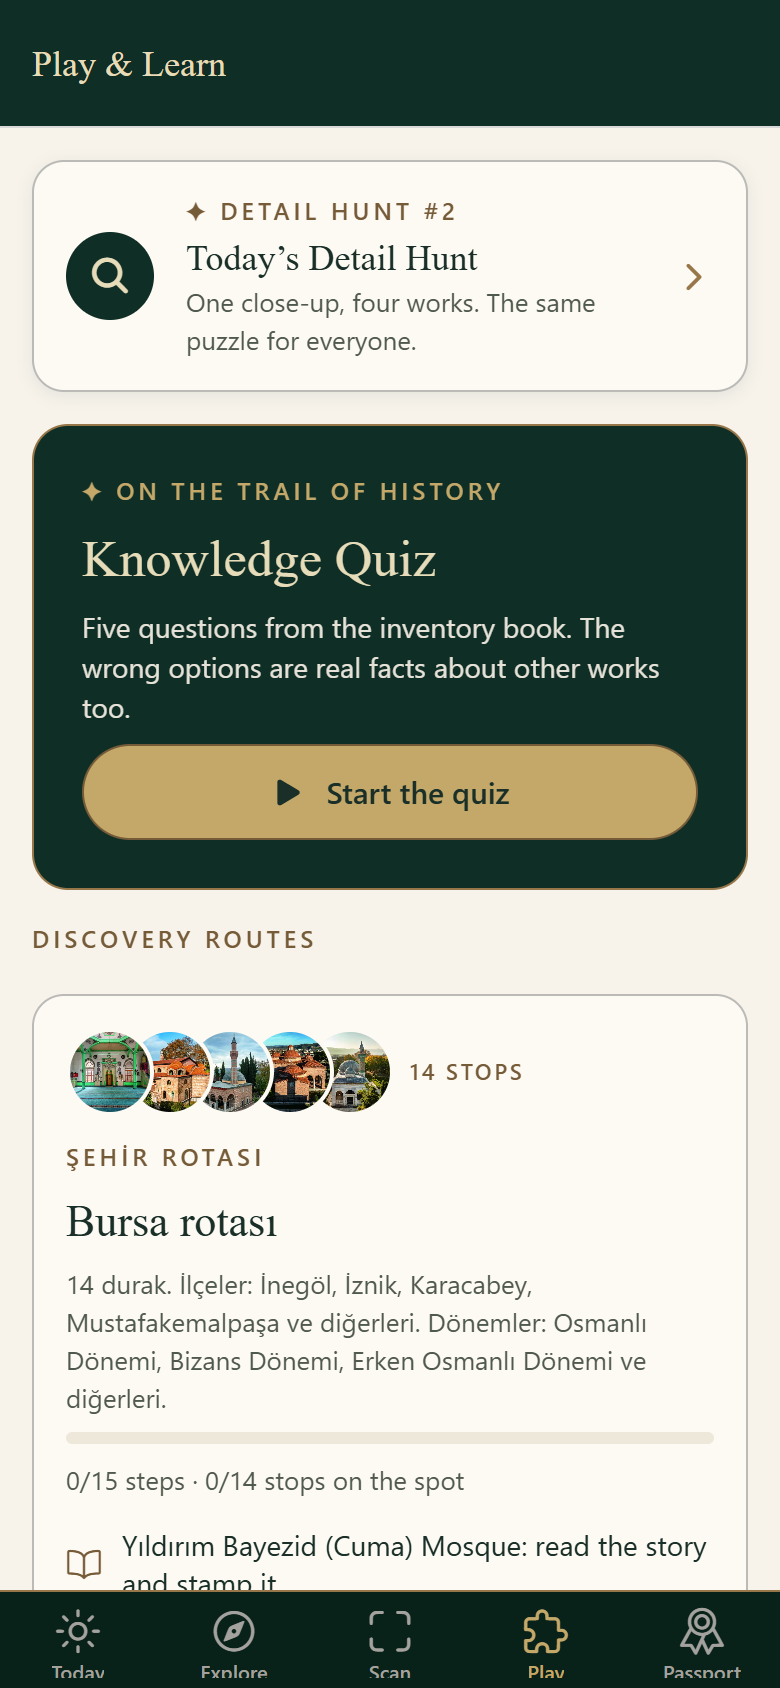 Play & Learn
✦ DETAIL HUNT #2
Today’s Detail Hunt
One close-up, four works. The same
puzzle for everyone.
✦ ON THE TRAIL OF HISTORY
Knowledge Quiz
Five questions from the inventory book. The
wrong options are real facts about other works
too.
Start the quiz
DISCOVERY ROUTES
14 STOPS
ŞEHİR ROTASI
Bursa rotası
14 durak. İlçeler: İnegöl, İznik, Karacabey,
Mustafakemalpaşa ve diğerleri. Dönemler: Osmanlı
Dönemi, Bizans Dönemi, Erken Osmanlı Dönemi ve
diğerleri.
0/15 steps · 0/14 stops on the spot
Yıldırım Bayezid (Cuma) Mosque: read the story
and stamp it
Today
Explore
Scan
Play
Passport